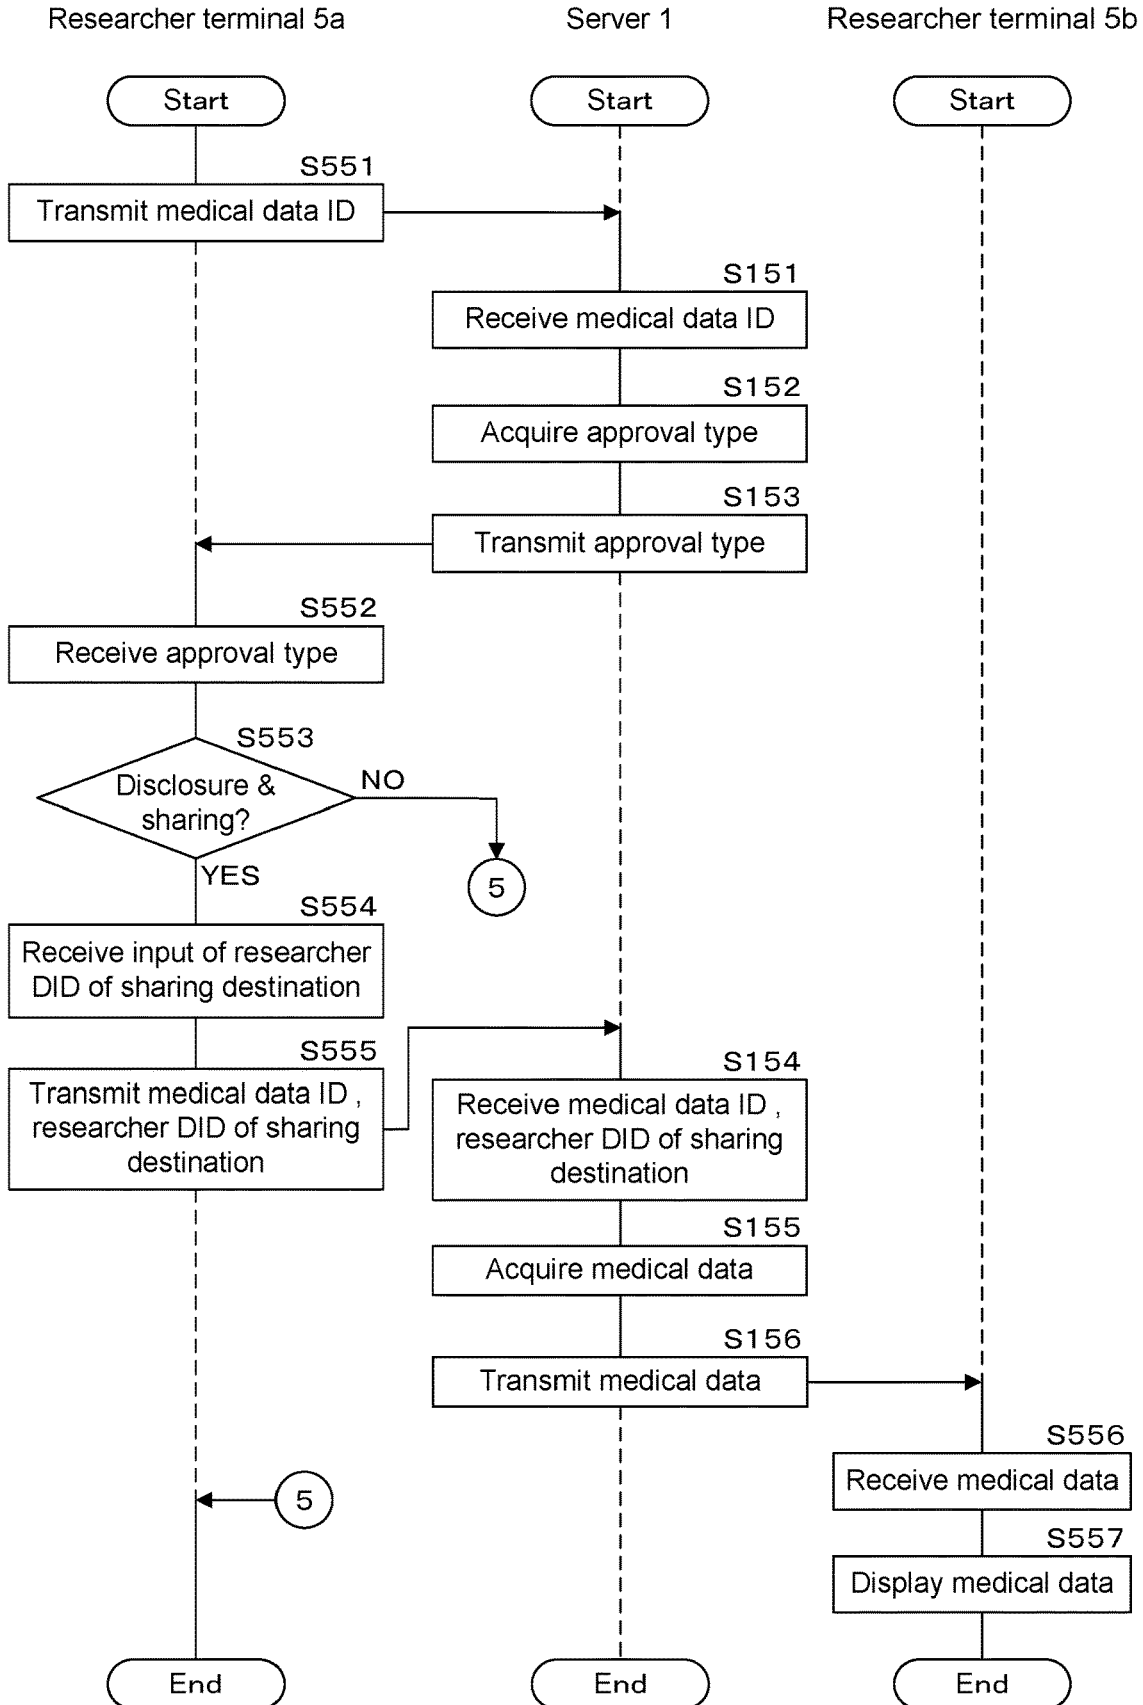 Researcher terminal 5a
Server 1
Researcher terminal 5b
Start
Start
Start
S551
Transmit medical data ID
S151
Receive medical data ID
S152
Acquire approval type
S153
Transmit approval type
S552
Receive approval type
S553
Disclosure &
sharing?
NO
5
YES
S554
Receive input of researcher
DID of sharing destination
S555
Transmit medical data ID ,
researcher DID of sharing
destination
S154
Receive medical data ID ,
researcher DID of sharing
destination
S155
Acquire medical data
S156
Transmit medical data
S556
Receive medical data
5
S557
Display medical data
End
End
End